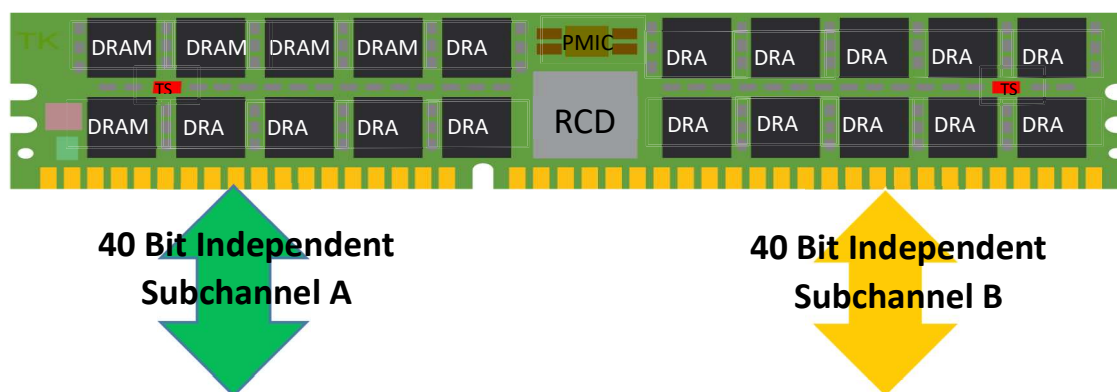 TK
DRAM DRAM DRAM DRAM DRA PMIC DRA DRA DRA DRA DRA
TS TS
DRAM DRA DRA DRA DRA RCD DRA DRA DRA DRA DRA
40 Bit Independent
Subchannel A
40 Bit Independent
Subchannel B